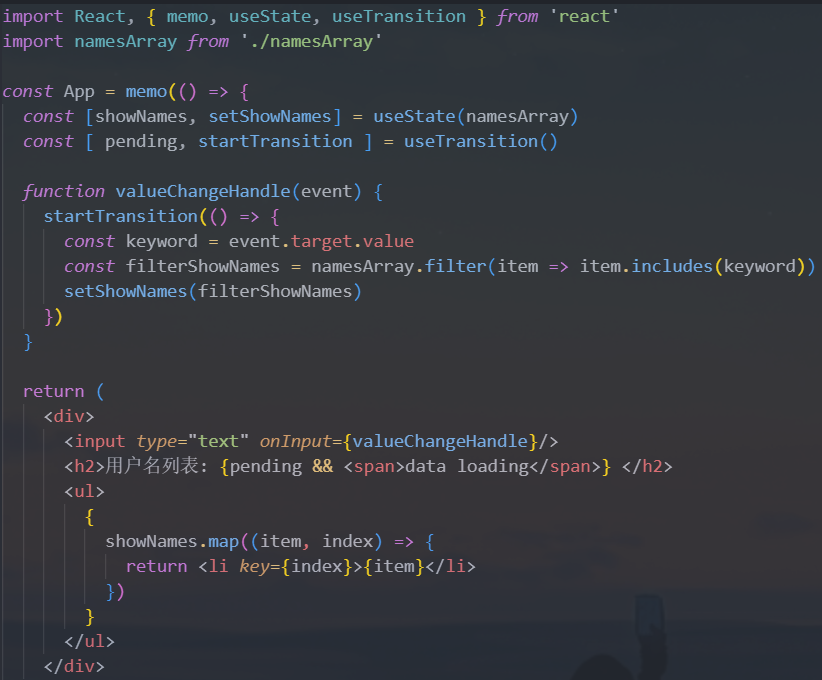 import React, { memo, useState, useTransition } from 'react'
import namesArray from './namesArray'
const App = memo(() => {
const [showNames, setShowNames] = useState(namesArray)
const [ pending, startTransition ] = useTransition()
function valueChangeHandle(event) {
startTransition(() => {
const keyword = event.target.value
const filterShowNames = namesArray.filter(item => item.includes(keyword))
setShowNames(filterShowNames)
})
}
return (
<div>
<input type="text" onInput={valueChangeHandle}/>
<h2>用户名列表: {pending && <span>data loading</span>} </h2>
<ul>
{
showNames.map((item, index) => {
return <li key={index}>{item}</li>
})
}
</ul>
</div>